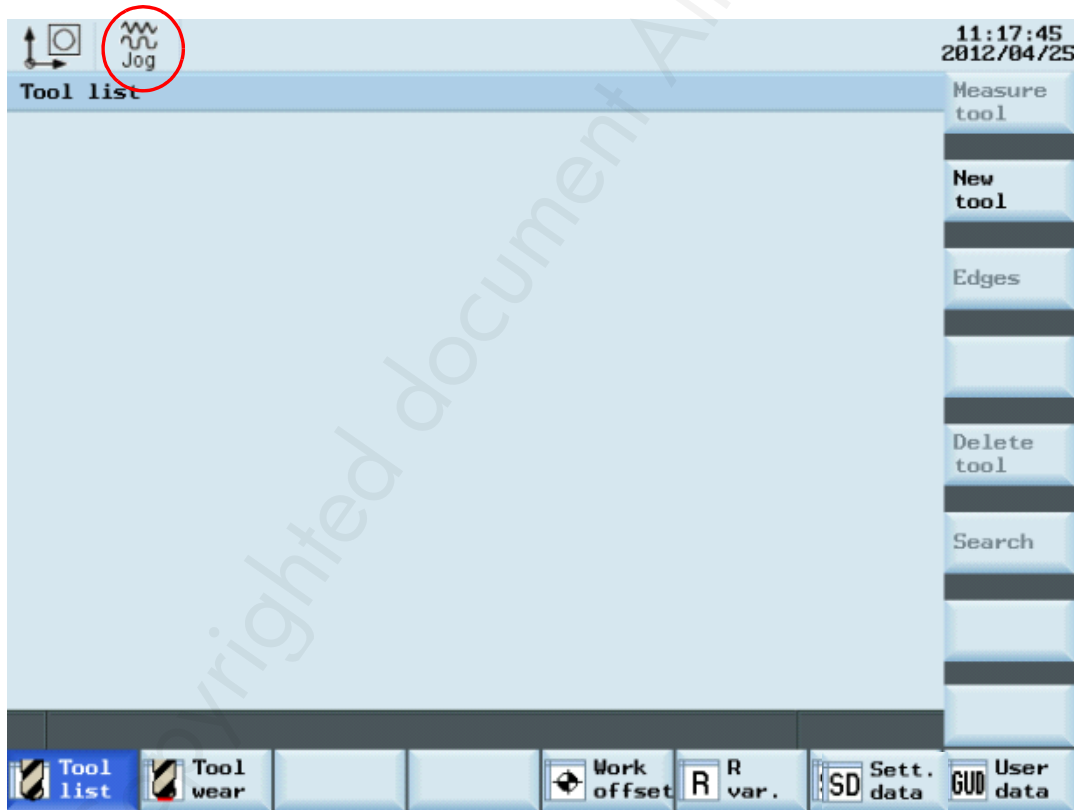 Jog
11:17:45
2012/04/25
Tool list
Measure
tool
New
tool
Edges
Delete
tool
Search
Tool
list
Tool
wear
Work
offset
R
R
var.
SD
Sett.
data
GUD
User
data